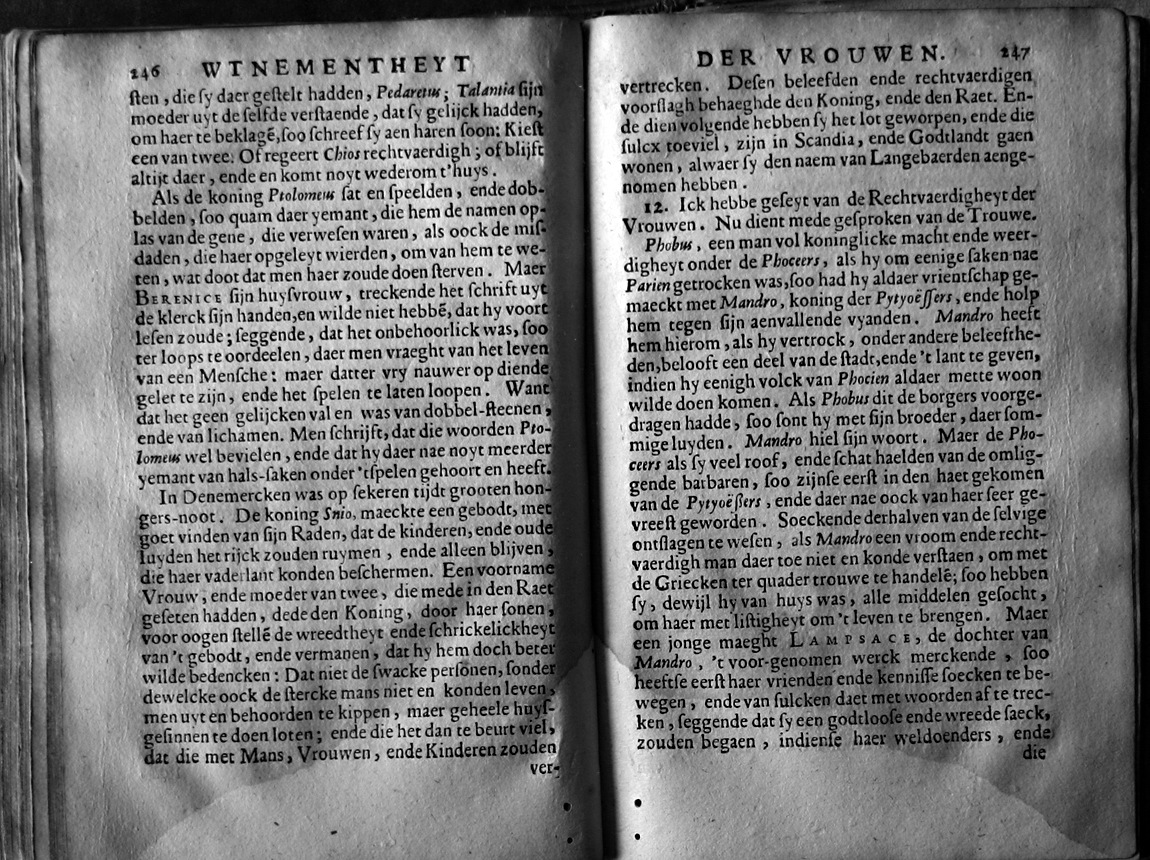 246 WTNEMENTHEYT
ſten, die ſy daer geſtelt hadden, Pedaretus; Talantia ſijn
moeder uyt de ſelfde verſtaende, dat ſy gelijck hadden,
om haer te beklagē, ſoo ſchreef ſy aen haren ſoon: Kieſt
een van twee: Of regeert Chios rechtvaerdigh; of blijft
altijt daer, ende en komt noyt wederom t'huys.
Als de koning Ptolomeus ſat en ſpeelden, ende dob-
belden, ſoo quam daer yemant, die hem de namen op-
las van de gene, die verweſen waren, als oock de miſ-
daden, die haer opgeleyt wierden, om van hem te we-
ten, wat doot dat men haer zoude doen ſterven. Maer
BERENICE ſijn huyſvrouw, treckende het ſchrift uyt
de klerck ſijn handen, en wilde niet hebbē, dat hy voort
leſen zoude; ſeggende, dat het onbehoorlick was, ſoo
ter loops te oordeelen, daer men vraeght van het leven
van een Menſche: maer datter vry nauwer op diende
gelet te zijn, ende het ſpelen te laten loopen. Want
dat het geen gelijcken val en was van dobbel-ſteenen,
ende van lichamen. Men ſchrijft, dat die woorden Pto-
lomeus wel bevielen, ende dat hy daer nae noyt meerder
yemant van hals-ſaken onder 'tſpelen gehoort en heeft.
In Denemercken was op ſekeren tijdt grooten hon-
gers-noot. De koning Snio, maeckte een gebodt, met
goet vinden van ſijn Raden, dat de kinderen, ende oude
luyden het rijck zouden ruymen, ende alleen blijven,
die haer vaderlant konden beſchermen. Een voorname
Vrouw, ende moeder van twee, die mede in den Raet
geſeten hadden, dede den Koning, door haer ſonen,
voor oogen ſtellē de wreedtheyt ende ſchrickelickheyt
van 't gebodt, ende vermanen, dat hy hem doch beter
wilde bedencken: Dat niet de ſwacke perſonen, ſonder
dewelcke oock de ſtercke mans niet en konden leven,
men uyt en behoorden te kippen, maer geheele huyſ-
geſinnen te doen loten; ende die het dan te beurt viel,
dat die met Mans, Vrouwen, ende Kinderen zouden
ver-
DER VROUWEN. 247
vertrecken. Deſen beleefden ende rechtvaerdigen
voorſlagh behaeghde den Koning, ende den Raet. En-
de dien volgende hebben ſy het lot geworpen, ende die
ſulcx toeviel, zijn in Scandia, ende Godtlandt gaen
wonen, alwaer ſy den naem van Langebaerden aenge-
nomen hebben.
12. Ick hebbe geſeyt van de Rechtvaerdigheyt der
Vrouwen. Nu dient mede geſproken van de Trouwe.
Phobus, een man vol koninglicke macht ende weer-
digheyt onder de Phoceers, als hy om eenige ſaken nae
Parien getrocken was, ſoo had hy aldaer vrientſchap ge-
maeckt met Mandro, koning der Pytyoëſſers, ende holp
hem tegen ſijn aenvallende vyanden. Mandro heeft
hem hierom, als hy vertrock, onder andere beleefthe-
den, belooft een deel van de ſtadt, ende 't lant te geven,
indien hy eenigh volck van Phocien aldaer mette woon
wilde doen komen. Als Phobus dit de borgers voorge-
dragen hadde, ſoo ſont hy met ſijn broeder, daer ſom-
mige luyden. Mandro hiel ſijn woort. Maer de Pho-
ceers als ſy veel roof, ende ſchat haelden van de omlig-
gende barbaren, ſoo zijnſe eerſt in den haet gekomen
van de Pytyoëſſers, ende daer nae oock van haer ſeer ge-
vreeſt geworden. Soeckende derhalven van de ſelvige
ontſlagen te weſen, als Mandro een vroom ende recht-
vaerdigh man daer toe niet en konde verſtaen, om met
de Griecken ter quader trouwe te handelē; ſoo hebben
ſy, dewijl hy van huys was, alle middelen geſocht,
om haer met liſtigheyt om 't leven te brengen. Maer
een jonge maeght LAMPSACE, de dochter van
Mandro, 't voor-genomen werck merckende, ſoo
heeftſe eerſt haer vrienden ende kenniſſe ſoecken te be-
wegen, ende van ſulcken daet met woorden af te trec-
ken, ſeggende dat ſy een godtlooſe ende wreede ſaeck,
zouden begaen, indienſe haer weldoenders, ende
die